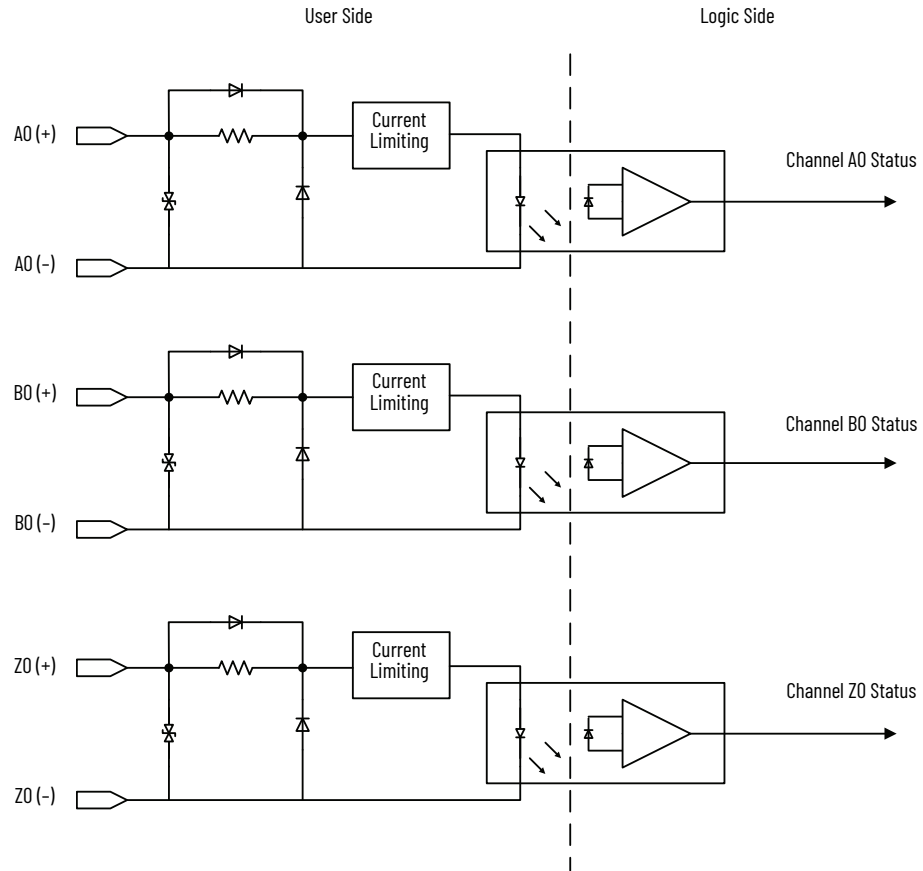 User Side
Logic Side
A0 (+)
Current
Limiting
Channel A0 Status
A0 (-)
B0 (+)
Current
Limiting
Channel B0 Status
B0 (-)
Z0 (+)
Current
Limiting
Channel Z0 Status
Z0 (-)